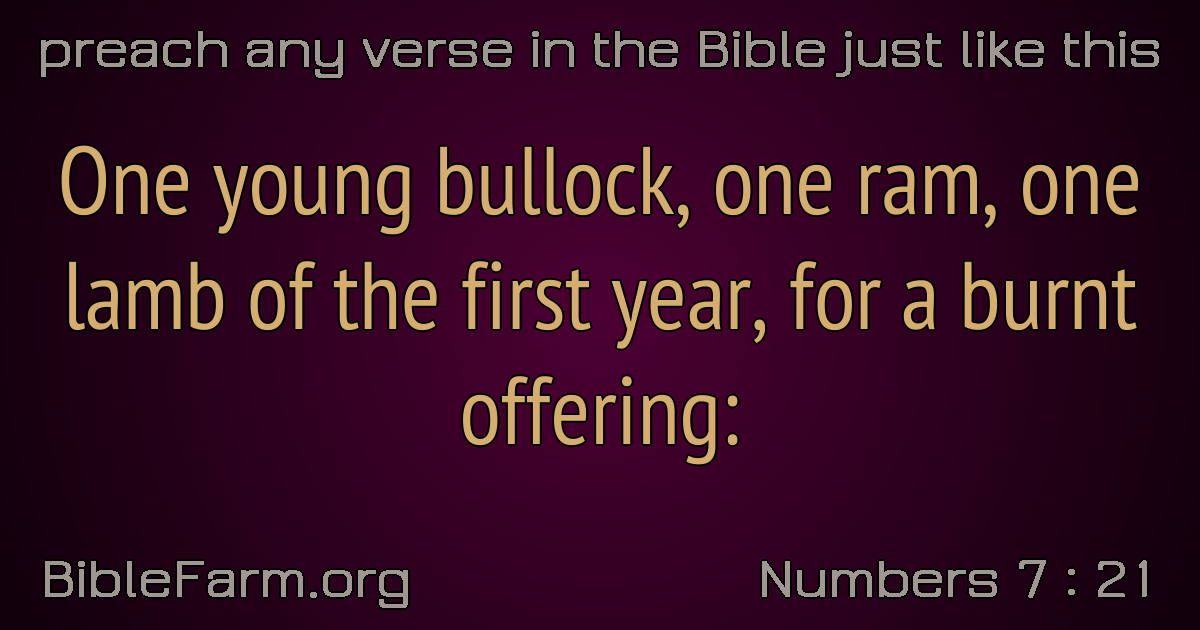 preach any verse in the Bible just like this
One young bullock, one ram, one
lamb of the first year, for a burnt
offering:
BibleFarm.org
Numbers 7 : 21